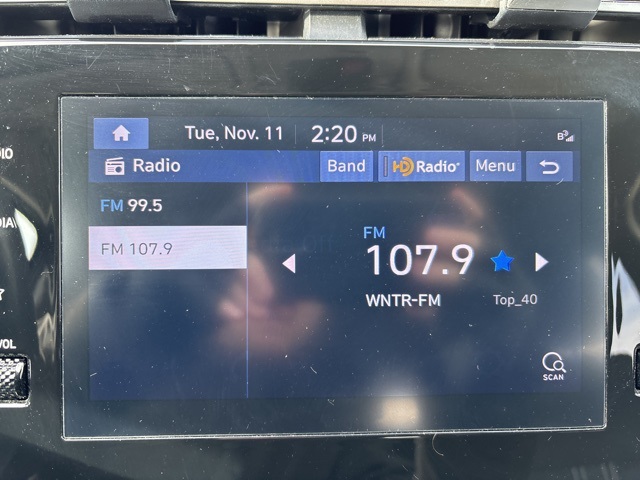 Tue, Nov. 11 2:20 PM
Radio Band HD Radio Menu
FM 99.5
FM 107.9
FM
107.9
WNTR-FM Top_40
SCAN
VOL